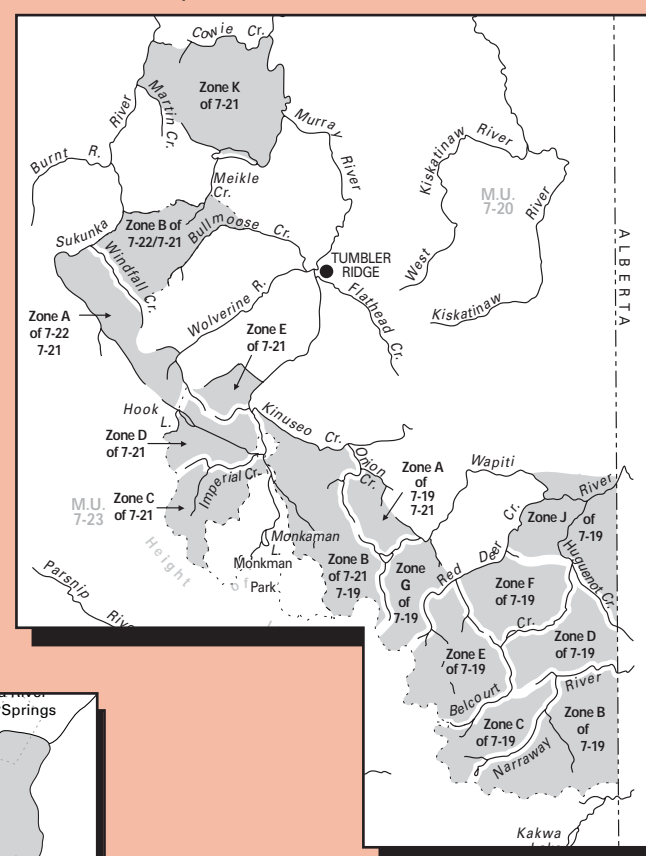 Cowie Cr.
Zone K
of 7-21
Martin Cr.
River
Murray
River
Burnt R.
Meikle
Cr.
Kiskatinaw River
M.U.
7-20
River
Sukunka
Zone B of
7-22/7-21
Bullmoose Cr.
Windfall Cr.
TUMBLER
RIDGE
West
Kiskatinaw
ALBERTA
Flathead Cr.
Wolverine R.
Zone A
of 7-22
7-21
Zone E
of 7-21
Hook
L.
Kinuseo Cr.
Zone D
of 7-21
Onion
Cr.
Zone A
of 7-19
7-21
Wapiti
River
Imperial Cr.
M.U.
7-23
Zone C
of 7-21
Zone J of
7-19
Deer Cr.
Red
Huguenot Cr.
Height
of
Monkaman
L.
Monkman
Park
Zone B
of 7-21
7-19
Zone
G
of
7-19
Zone F
of 7-19
Parsnip
Cr.
Zone D
of 7-19
Zone E
of 7-19
River
Belcourt
Zone C
of 7-19
Zone B
of
7-19
Narraway
Springs
Kakwa